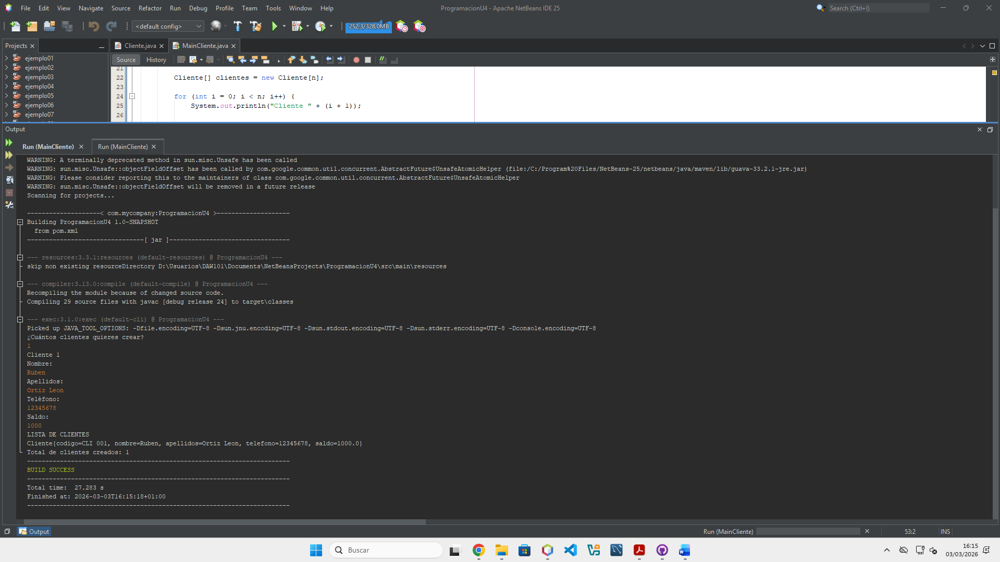 File Edit View Navigate Source Refactor Run Debug Profile Team Tools Window Help
ProgramacionU4 - Apache NetBeans IDE 25
Search (Ctrl+I)
<default config>
252,3/328,0MB
Projects
Cliente.java
MainCliente.java
ejemplo01
ejemplo02
ejemplo03
ejemplo04
ejemplo05
ejemplo06
ejemplo07
Source History
21
22 Cliente[] clientes = new Cliente[n];
23
24 for (int i = 0; i < n; i++) {
25 System.out.println("Cliente " + (i + 1));
26
Output
Run (MainCliente)
Run (MainCliente)
WARNING: A terminally deprecated method in sun.misc.Unsafe has been called
WARNING: sun.misc.Unsafe::objectFieldOffset has been called by com.google.common.util.concurrent.AbstractFuture$UnsafeAtomicHelper (file:/C:/Program%20Files/NetBeans-25/netbeans/java/maven/lib/guava-33.2.1-jre.jar)
WARNING: Please consider reporting this to the maintainers of class com.google.common.util.concurrent.AbstractFuture$UnsafeAtomicHelper
WARNING: sun.misc.Unsafe::objectFieldOffset will be removed in a future release
Scanning for projects...
--------------------< com.mycompany:ProgramacionU4 >--------------------
Building ProgramacionU4 1.0-SNAPSHOT
from pom.xml
--------------------------------[ jar ]---------------------------------
--- resources:3.3.1:resources (default-resources) @ ProgramacionU4 ---
skip non existing resourceDirectory D:\Usuarios\DAW101\Documents\NetBeansProjects\ProgramacionU4\src\main\resources
--- compiler:3.13.0:compile (default-compile) @ ProgramacionU4 ---
Recompiling the module because of changed source code.
Compiling 29 source files with javac [debug release 24] to target\classes
--- exec:3.1.0:exec (default-cli) @ ProgramacionU4 ---
Picked up JAVA_TOOL_OPTIONS: -Dfile.encoding=UTF-8 -Dsun.jnu.encoding=UTF-8 -Dsun.stdout.encoding=UTF-8 -Dsun.stderr.encoding=UTF-8 -Dconsole.encoding=UTF-8
¿Cuántos clientes quieres crear?
1
Cliente 1
Nombre:
Ruben
Apellidos:
Ortiz Leon
Teléfono:
12345678
Saldo:
1000
LISTA DE CLIENTES
Cliente{codigo=CLI 001, nombre=Ruben, apellidos=Ortiz Leon, telefono=12345678, saldo=1000.0}
Total de clientes creados: 1
------------------------------------------------------------------------
BUILD SUCCESS
------------------------------------------------------------------------
Total time:  27.283 s
Finished at: 2026-03-03T16:15:18+01:00
------------------------------------------------------------------------
Output
Run (MainCliente)
53:2
INS
Buscar
16:15
03/03/2026